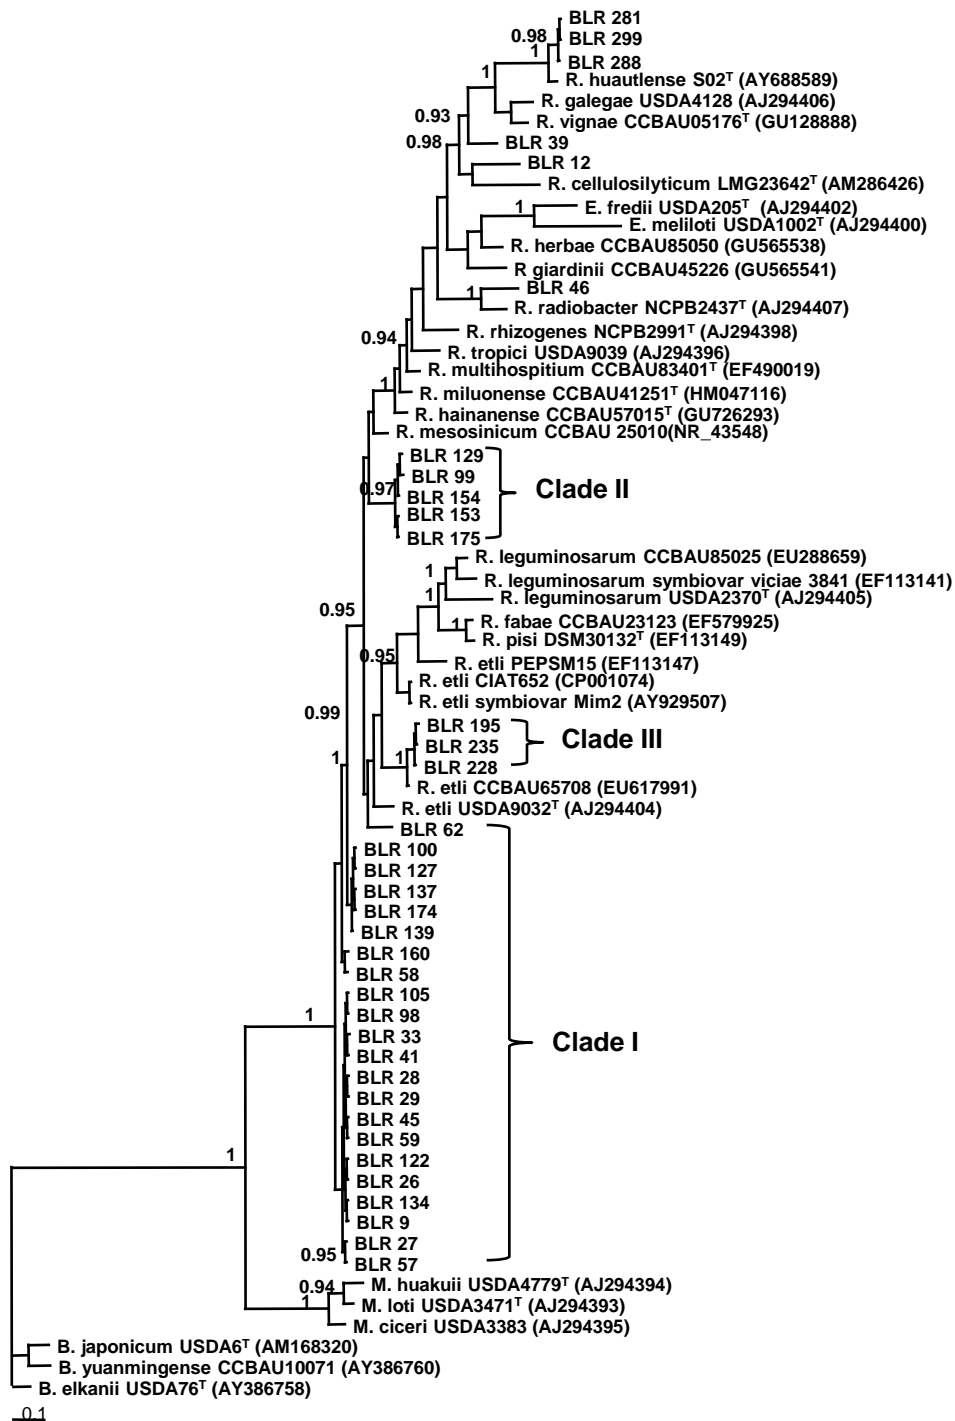 BLR 281
0.98
BLR 299
1
BLR 288
1
R. huautlense S02ᵀ (AY688589)
R. galegae USDA4128 (AJ294406)
0.93
R. vignae CCBAU05176ᵀ (GU128888)
0.98
BLR 39
BLR 12
R. cellulosilyticum LMG23642ᵀ (AM286426)
1
E. fredii USDA205ᵀ (AJ294402)
E. meliloti USDA1002ᵀ (AJ294400)
R. herbae CCBAU85050 (GU565538)
R giardinii CCBAU45226 (GU565541)
1
BLR 46
R. radiobacter NCPB2437ᵀ (AJ294407)
R. rhizogenes NCPB2991ᵀ (AJ294398)
0.94
R. tropici USDA9039 (AJ294396)
R. multihospitium CCBAU83401ᵀ (EF490019)
1
R. miluonense CCBAU41251ᵀ (HM047116)
R. hainanense CCBAU57015ᵀ (GU726293)
R. mesosinicum CCBAU 25010(NR_43548)
BLR 129
BLR 99
0.97
Clade II
BLR 154
BLR 153
BLR 175
R. leguminosarum CCBAU85025 (EU288659)
1
R. leguminosarum symbiovar viciae 3841 (EF113141)
1
R. leguminosarum USDA2370ᵀ (AJ294405)
0.95
R. fabae CCBAU23123 (EF579925)
1
R. pisi DSM30132ᵀ (EF113149)
0.95
R. etli PEPSM15 (EF113147)
R. etli CIAT652 (CP001074)
R. etli symbiovar Mim2 (AY929507)
0.99
BLR 195
Clade III
BLR 235
1
1
BLR 228
R. etli CCBAU65708 (EU617991)
R. etli USDA9032ᵀ (AJ294404)
BLR 62
BLR 100
BLR 127
BLR 137
BLR 174
BLR 139
BLR 160
BLR 58
BLR 105
1
BLR 98
BLR 33
Clade I
BLR 41
BLR 28
BLR 29
BLR 45
BLR 59
1
BLR 122
BLR 26
BLR 134
BLR 9
BLR 27
0.95
BLR 57
0.94
M. huakuii USDA4779ᵀ (AJ294394)
1
M. loti USDA3471ᵀ (AJ294393)
M. ciceri USDA3383 (AJ294395)
B. japonicum USDA6ᵀ (AM168320)
B. yuanmingense CCBAU10071 (AY386760)
B. elkanii USDA76ᵀ (AY386758)
0.1